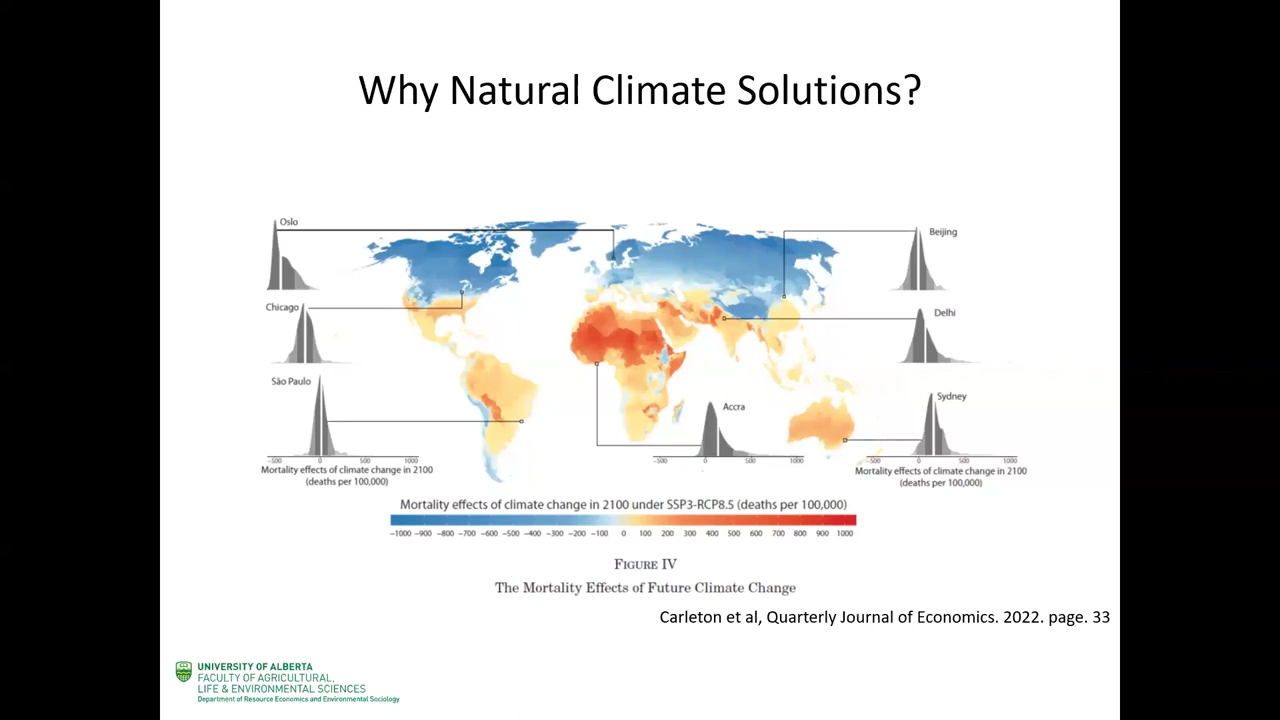 Why Natural Climate Solutions?
Oslo
Beijing
Chicago
Delhi
São Paulo
Accra
Sydney
−500 0 500 1000
−500 0 500 1000
−500 0 500 1000
Mortality effects of climate change in 2100
(deaths per 100,000)
Mortality effects of climate change in 2100
(deaths per 100,000)
Mortality effects of climate change in 2100 under SSP3-RCP8.5 (deaths per 100,000)
−1000 −900 −800 −700 −600 −500 −400 −300 −200 −100 0 100 200 300 400 500 600 700 800 900 1000
FIGURE IV
The Mortality Effects of Future Climate Change
Carleton et al, Quarterly Journal of Economics. 2022. page. 33
UNIVERSITY OF ALBERTA
FACULTY OF AGRICULTURAL,
LIFE & ENVIRONMENTAL SCIENCES
Department of Resource Economics and Environmental Sociology